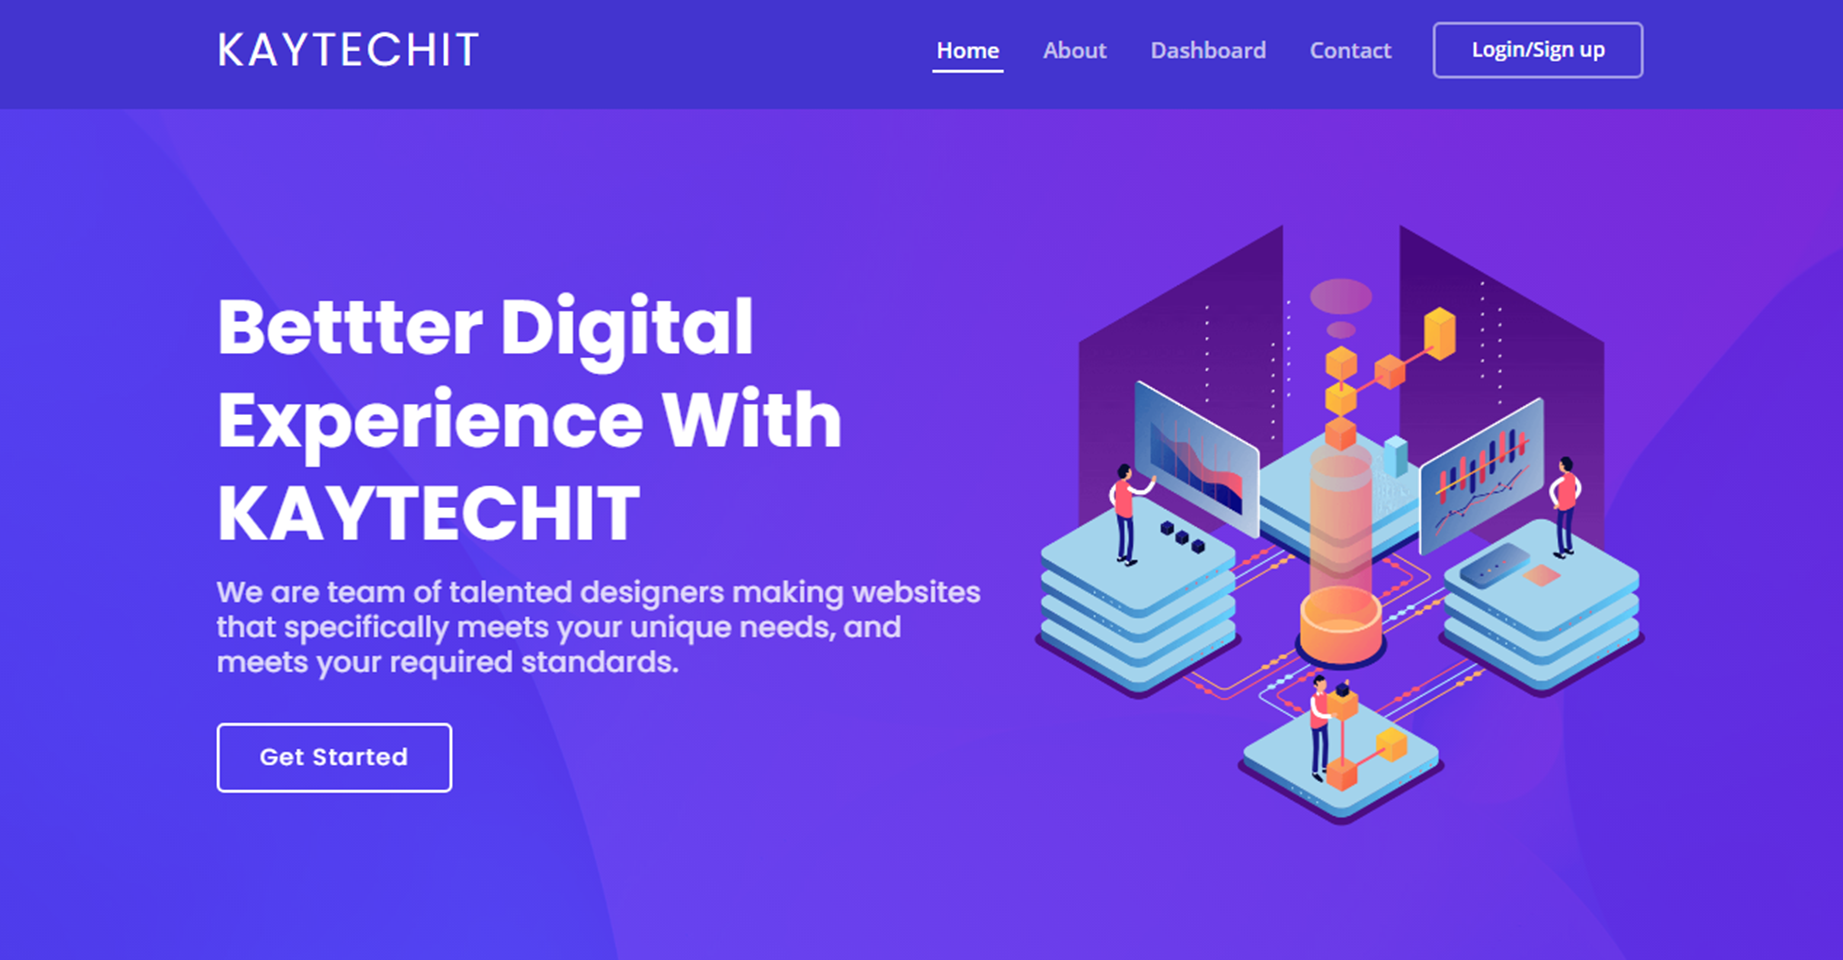 KAYTECHIT
Home About Dashboard Contact Login/Sign up
Bettter Digital
Experience With
KAYTECHIT
We are team of talented designers making websites
that specifically meets your unique needs, and
meets your required standards.
Get Started